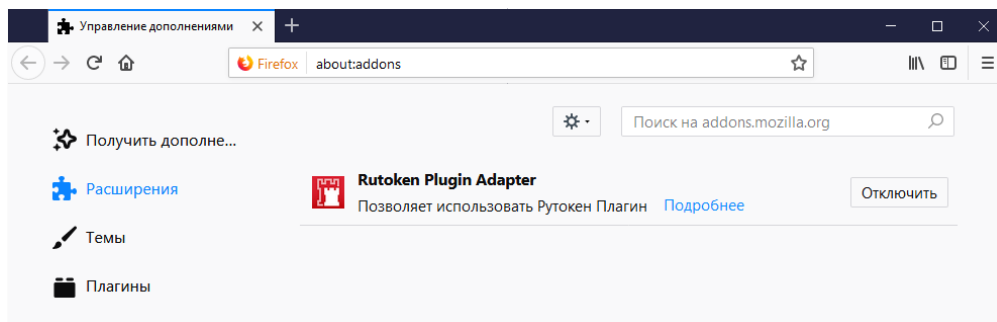 Управление дополнениями
Firefox about:addons
Поиск на addons.mozilla.org
Получить дополне...
Расширения
Темы
Плагины
Rutoken Plugin Adapter
Позволяет использовать Рутокен Плагин Подробнее
Отключить